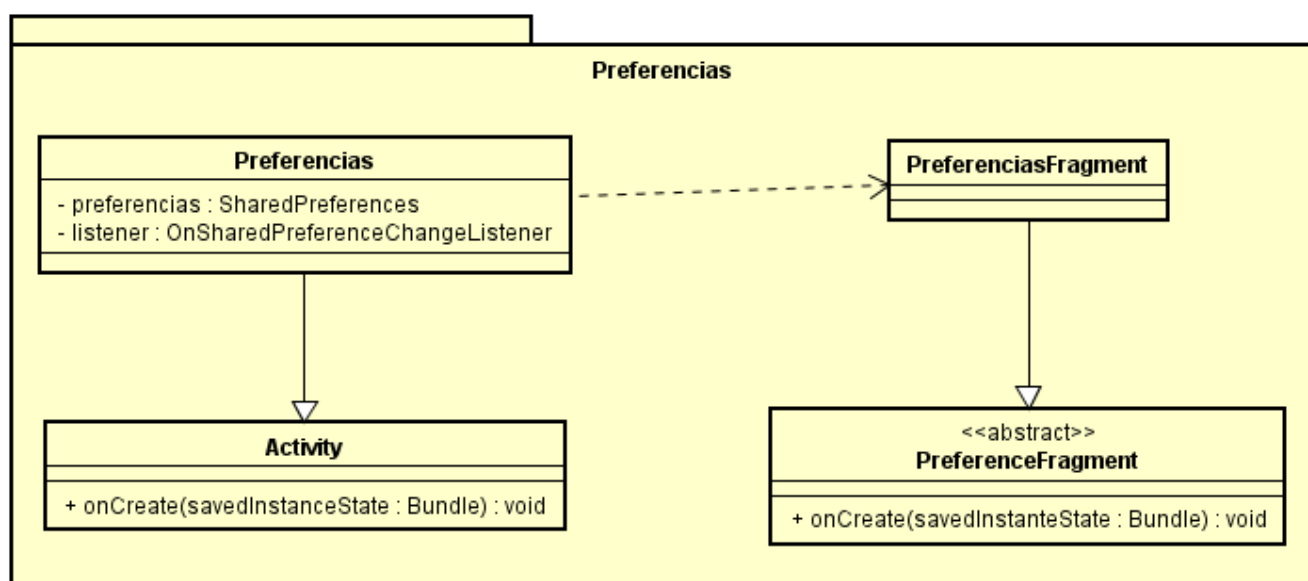 Preferencias
Preferencias
- preferencias : SharedPreferences
- listener : OnSharedPreferenceChangeListener
PreferenciasFragment
Activity
+ onCreate(savedInstanceState : Bundle) : void
<<abstract>>
PreferenceFragment
+ onCreate(savedInstanteState : Bundle) : void